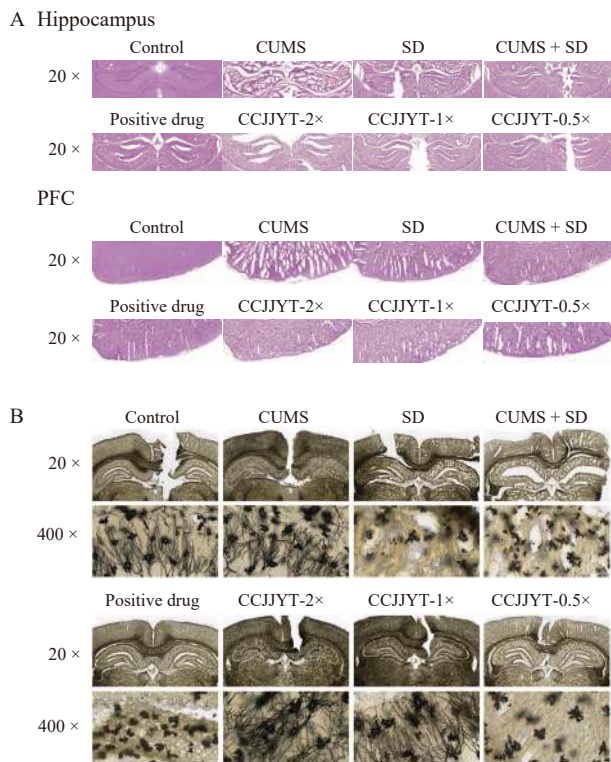 A Hippocampus
Control CUMS SD CUMS + SD
20 ×
Positive drug CCJJYT-2× CCJJYT-1× CCJJYT-0.5×
20 ×
PFC
Control CUMS SD CUMS + SD
20 ×
Positive drug CCJJYT-2× CCJJYT-1× CCJJYT-0.5×
20 ×
B
Control CUMS SD CUMS + SD
20 ×
400 ×
Positive drug CCJJYT-2× CCJJYT-1× CCJJYT-0.5×
20 ×
400 ×